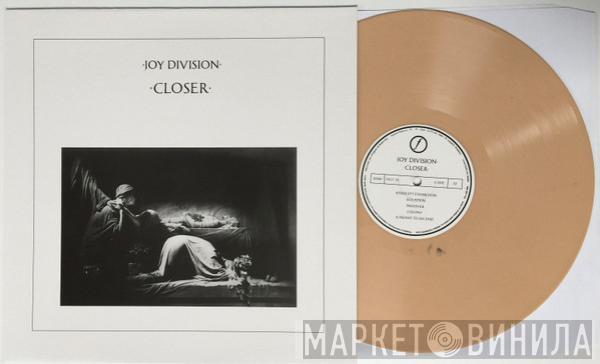 ·JOY DIVISION·
·CLOSER·
JOY DIVISION·
·CLOSER·
ATROCITY EXHIBITION
ISOLATION
PASSOVER
COLONY
A MEANS TO AN END
МАРКЕТ ВИНИЛА